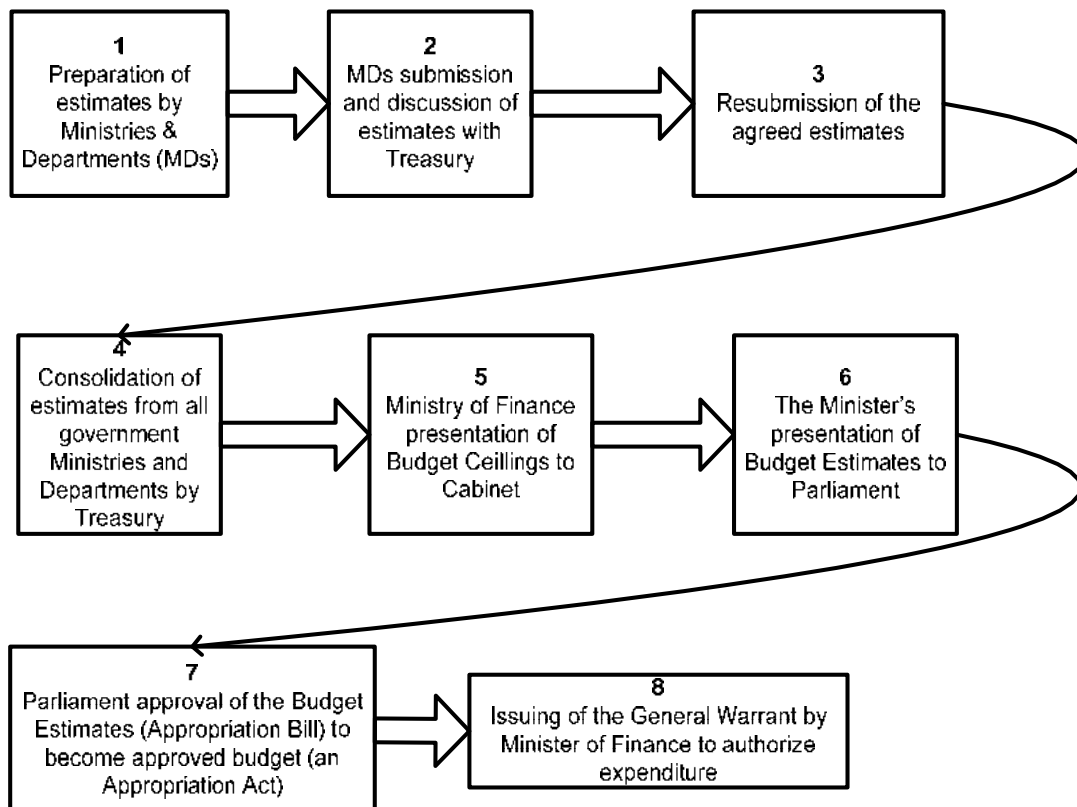 1
Preparation of
estimates by
Ministries &
Departments (MDs)
2
MDs submission
and discussion of
estimates with
Treasury
3
Resubmission of the
agreed estimates
4
Consolidation of
estimates from all
government
Ministries and
Departments by
Treasury
5
Ministry of Finance
presentation of
Budget Ceillings to
Cabinet
6
The Minister's
presentation of
Budget Estimates to
Parliament
7
Parliament approval of the Budget
Estimates (Appropriation Bill) to
become approved budget (an
Appropriation Act)
8
Issuing of the General Warrant by
Minister of Finance to authorize
expenditure